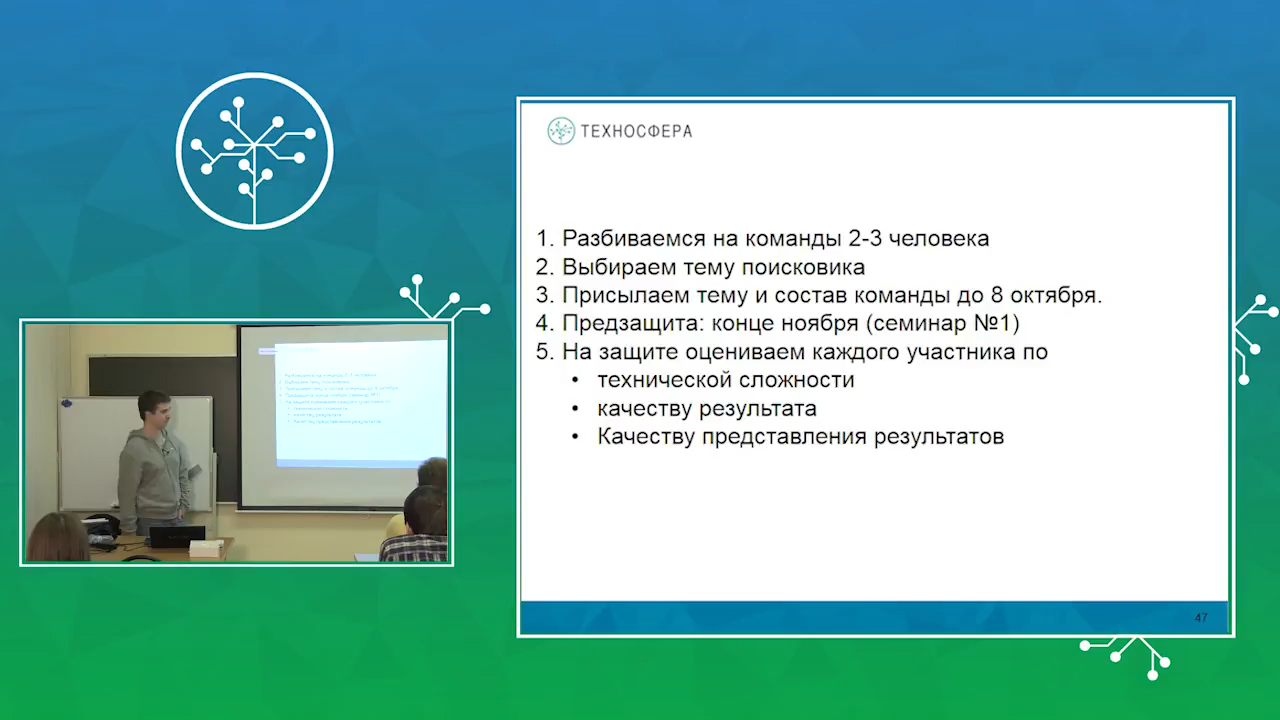 ТЕХНОСФЕРА
1. Разбиваемся на команды 2-3 человека
2. Выбираем тему поисковика
3. Присылаем тему и состав команды до 8 октября.
4. Предзащита: конце ноября (семинар №1)
5. На защите оцениваем каждого участника по
• технической сложности
• качеству результата
• Качеству представления результатов
47